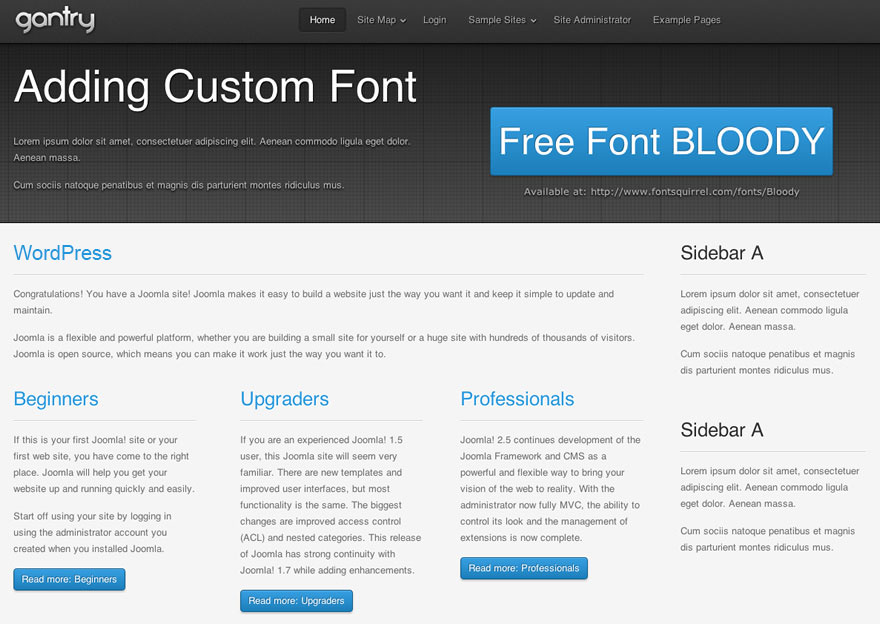 gantry
Home Site Map Login Sample Sites Site Administrator Example Pages
Adding Custom Font
Lorem ipsum dolor sit amet, consectetuer adipiscing elit. Aenean commodo ligula eget dolor.
Aenean massa.
Cum sociis natoque penatibus et magnis dis parturient montes ridiculus mus.
Free Font BLOODY
Available at: http://www.fontsquirrel.com/fonts/Bloody
WordPress
Congratulations! You have a Joomla site! Joomla makes it easy to build a website just the way you want it and keep it simple to update and
maintain.
Joomla is a flexible and powerful platform, whether you are building a small site for yourself or a huge site with hundreds of thousands of visitors.
Joomla is open source, which means you can make it work just the way you want it to.
Beginners
If this is your first Joomla! site or your
first web site, you have come to the right
place. Joomla will help you get your
website up and running quickly and easily.
Start off using your site by logging in
using the administrator account you
created when you installed Joomla.
Read more: Beginners
Upgraders
If you are an experienced Joomla! 1.5
user, this Joomla site will seem very
familiar. There are new templates and
improved user interfaces, but most
functionality is the same. The biggest
changes are improved access control
(ACL) and nested categories. This release
of Joomla has strong continuity with
Joomla! 1.7 while adding enhancements.
Read more: Upgraders
Professionals
Joomla! 2.5 continues development of the
Joomla Framework and CMS as a
powerful and flexible way to bring your
vision of the web to reality. With the
administrator now fully MVC, the ability to
control its look and the management of
extensions is now complete.
Read more: Professionals
Sidebar A
Lorem ipsum dolor sit amet, consectetuer
adipiscing elit. Aenean commodo ligula
eget dolor. Aenean massa.
Cum sociis natoque penatibus et magnis
dis parturient montes ridiculus mus.
Sidebar A
Lorem ipsum dolor sit amet, consectetuer
adipiscing elit. Aenean commodo ligula
eget dolor. Aenean massa.
Cum sociis natoque penatibus et magnis
dis parturient montes ridiculus mus.